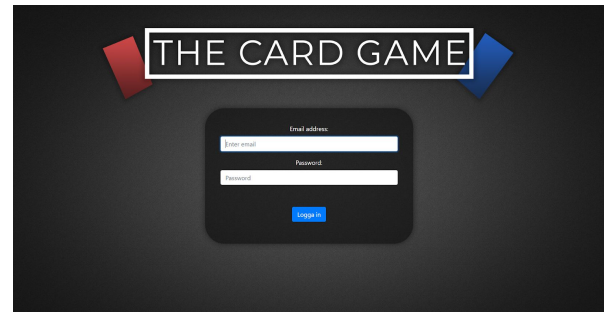 THE CARD GAME
Email address:
Enter email
Password:
Password
Logga in